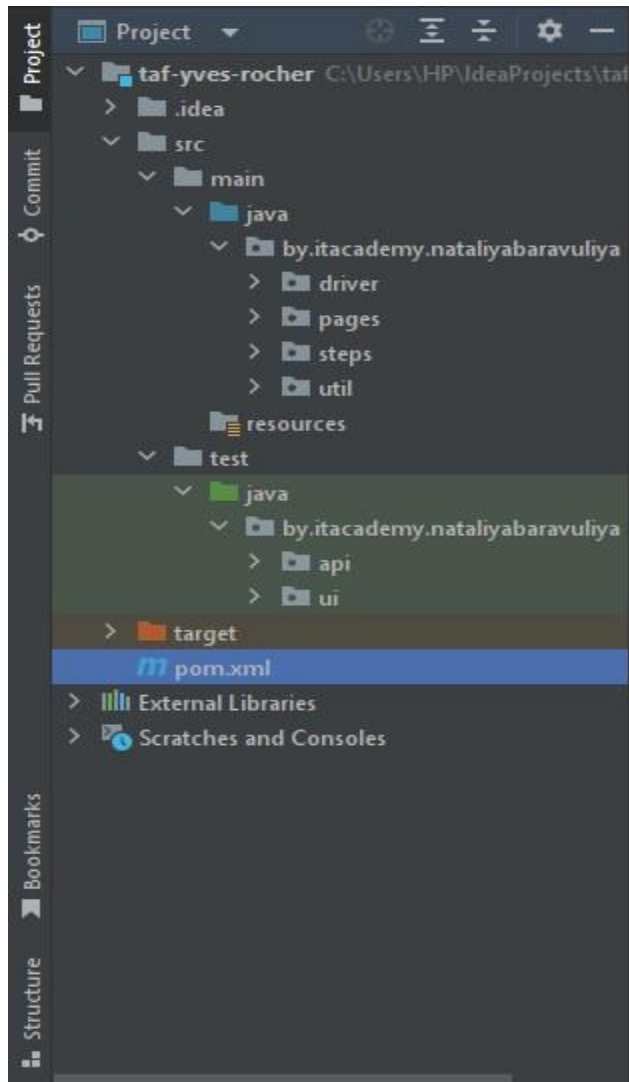 Project
taf-yves-rocher C:\Users\HP\IdeaProjects\taf
.idea
src
main
java
by.itacademy.nataliyabaravuliya
driver
pages
steps
util
resources
test
java
by.itacademy.nataliyabaravuliya
api
ui
target
pom.xml
External Libraries
Scratches and Consoles
Project
Commit
Pull Requests
Bookmarks
Structure